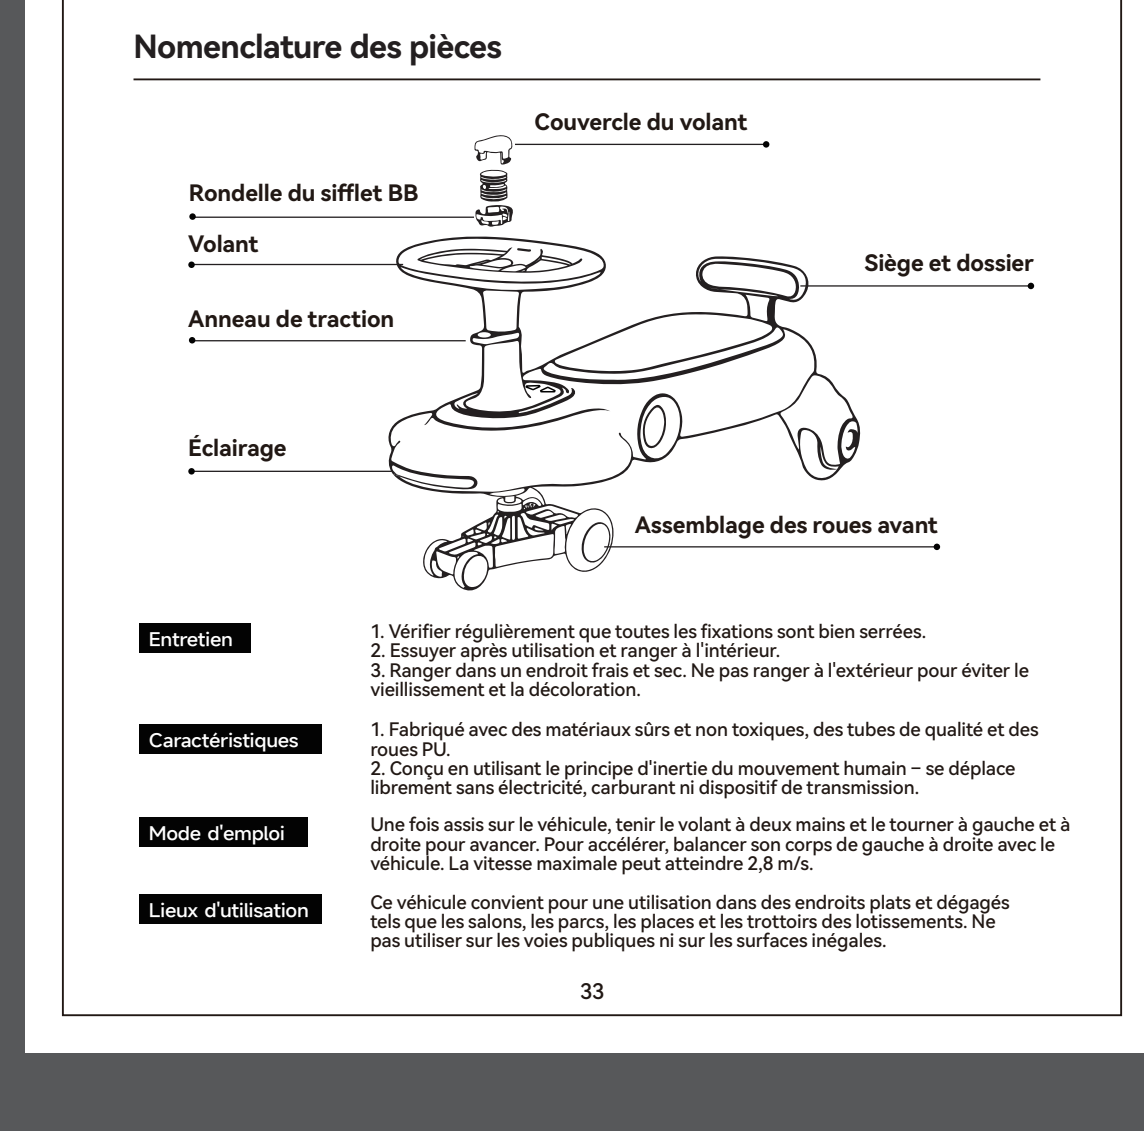 Nomenclature des pièces
Couvercle du volant
Rondelle du sifflet BB
Volant
Siège et dossier
Anneau de traction
Éclairage
Assemblage des roues avant
Entretien
1. Vérifier régulièrement que toutes les fixations sont bien serrées.
2. Essuyer après utilisation et ranger à l'intérieur.
3. Ranger dans un endroit frais et sec. Ne pas ranger à l'extérieur pour éviter le
vieillissement et la décoloration.
Caractéristiques
1. Fabriqué avec des matériaux sûrs et non toxiques, des tubes de qualité et des
roues PU.
2. Conçu en utilisant le principe d'inertie du mouvement humain – se déplace
librement sans électricité, carburant ni dispositif de transmission.
Mode d'emploi
Une fois assis sur le véhicule, tenir le volant à deux mains et le tourner à gauche et à
droite pour avancer. Pour accélérer, balancer son corps de gauche à droite avec le
véhicule. La vitesse maximale peut atteindre 2,8 m/s.
Lieux d'utilisation
Ce véhicule convient pour une utilisation dans des endroits plats et dégagés
tels que les salons, les parcs, les places et les trottoirs des lotissements. Ne
pas utiliser sur les voies publiques ni sur les surfaces inégales.
33